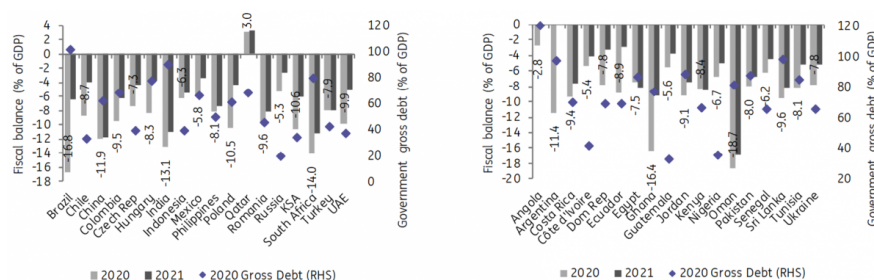 Fiscal balance (% of GDP)
4
2
0
-2
-4
-6
-8
-10
-12
-14
-16
-18
-16.8
-8.7
-11.9
-9.5
-7.3
-8.3
-13.1
-6.3
-5.8
-8.1
-10.5
3.0
-9.6
-5.3
-10.6
-14.0
-7.9
-9.9
120
100
80
60
40
20
0
Government gross debt (% of GDP)
Brazil
Chile
China
Colombia
Czech Rep
Hungary
India
Indonesia
Mexico
Philippines
Poland
Qatar
Romania
Russia
KSA
South Africa
Turkey
UAE
2020 2021 2020 Gross Debt (RHS)
Fiscal balance (% of GDP)
0
-2
-4
-6
-8
-10
-12
-14
-16
-18
-20
-2.8
-11.4
-9.4
-5.4
-7.8
-8.9
-7.5
-16.4
-5.6
-9.1
-8.4
-6.7
-18.7
-8.0
-6.2
-9.6
-8.1
-7.8
120
100
80
60
40
20
Government gross debt (% of GDP)
Angola
Argentina
Costa Rica
Côte d'Ivoire
Dom Rep
Ecuador
Egypt
Ghana
Guatemala
Jordan
Kenya
Nigeria
Oman
Pakistan
Senegal
Sri Lanka
Tunisia
Ukraine
2020 2021 2020 Gross Debt (RHS)